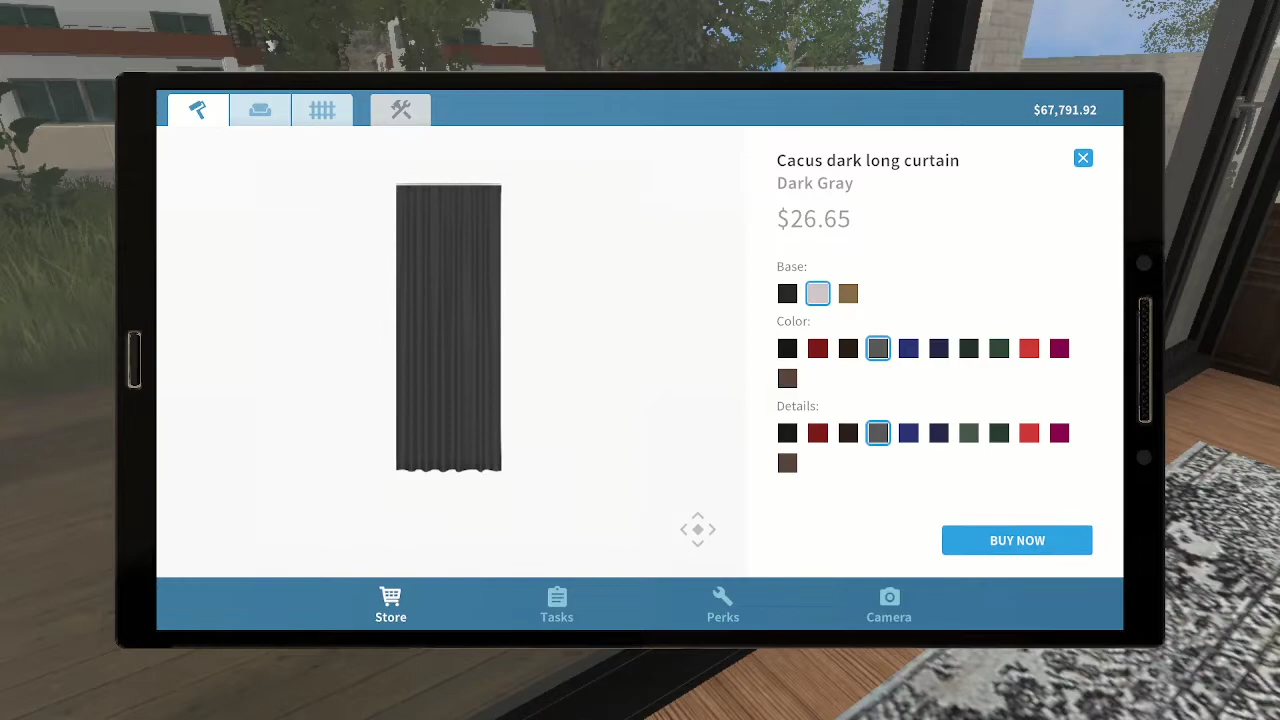 $67,791.92
Cacus dark long curtain
Dark Gray
$26.65
Base:
Color:
Details:
BUY NOW
Store
Tasks
Perks
Camera